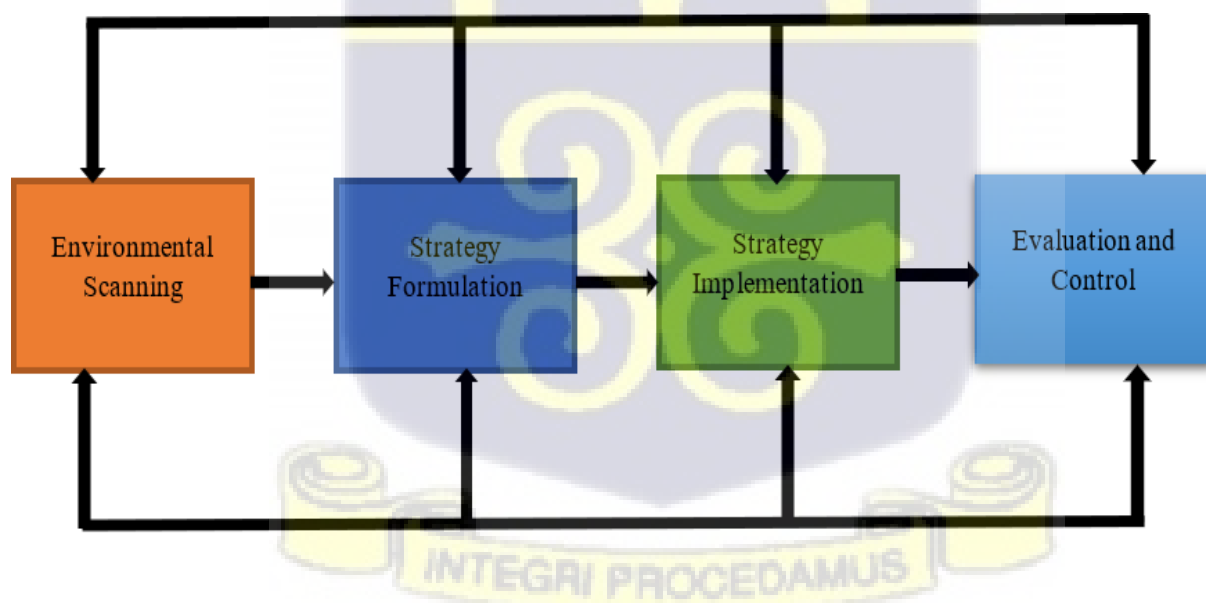 Environmental
Scanning
Strategy
Formulation
Strategy
Implementation
Evaluation and
Control
INTEGRI PROCEDAMUS